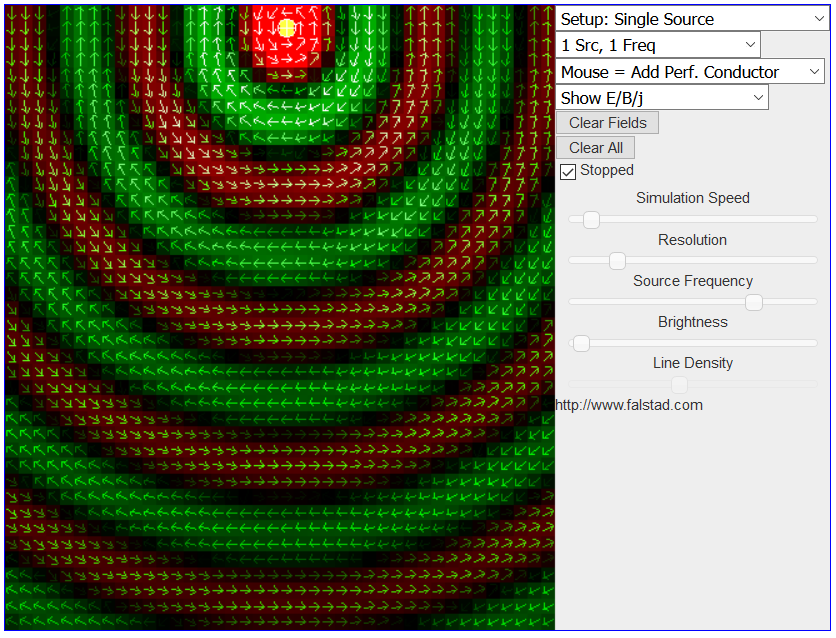 Setup: Single Source
1 Src, 1 Freq
Mouse = Add Perf. Conductor
Show E/B/j
Clear Fields
Clear All
Stopped
Simulation Speed
Resolution
Source Frequency
Brightness
Line Density
http://www.falstad.com